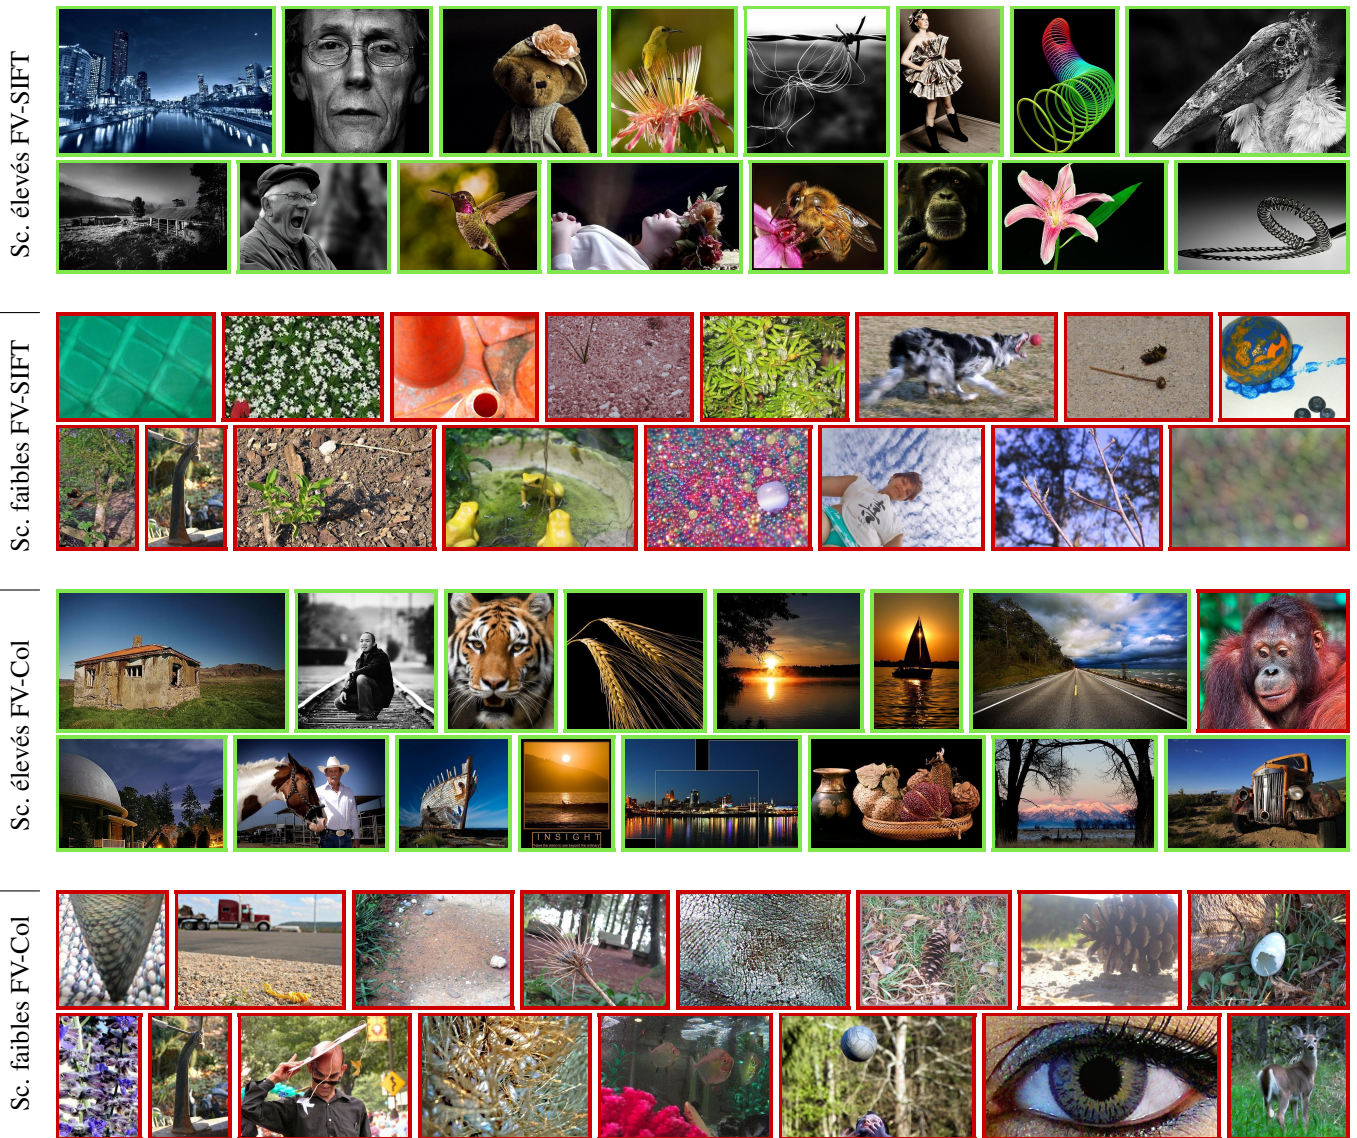 Sc. élevés FV-SIFT
Sc. faibles FV-SIFT
Sc. élevés FV-Col
INSIGHT
Sc. faibles FV-Col